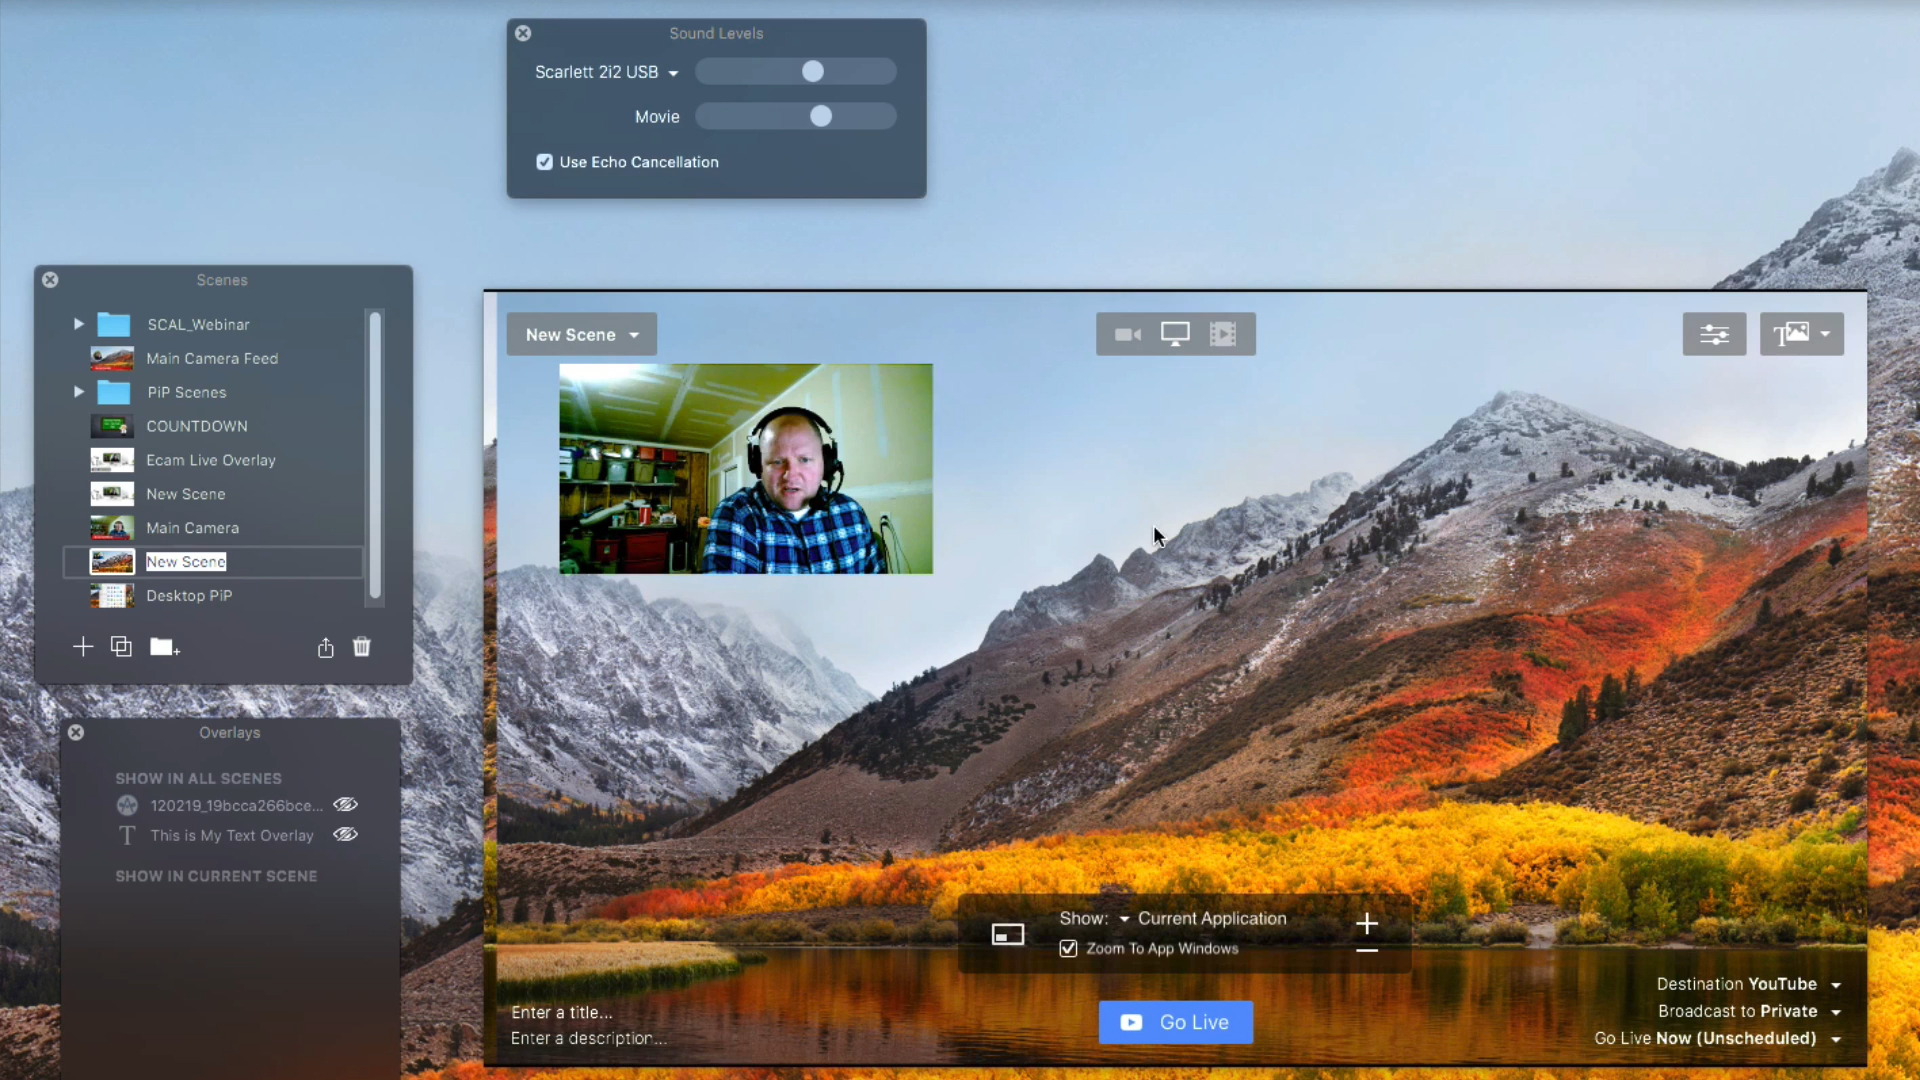 Sound Levels
Scarlett 2i2 USB
Movie
Use Echo Cancellation
Scenes
SCAL_Webinar
Main Camera Feed
PiP Scenes
COUNTDOWN
Ecam Live Overlay
New Scene
Main Camera
New Scene
Desktop PiP
Overlays
SHOW IN ALL SCENES
120219_19bcca266bce...
This is My Text Overlay
SHOW IN CURRENT SCENE
New Scene
Show: Current Application
Zoom To App Windows
Enter a title...
Enter a description...
Go Live
Destination YouTube
Broadcast to Private
Go Live Now (Unscheduled)